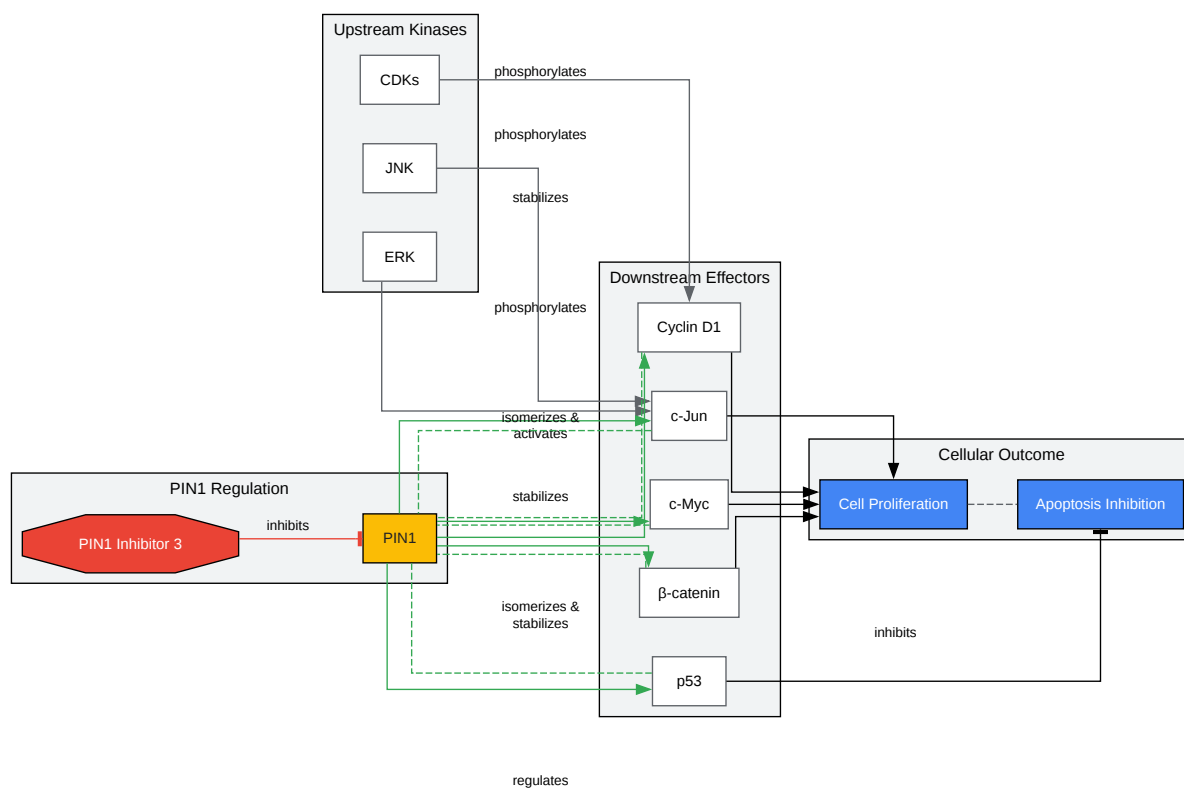 Upstream Kinases
CDKs
phosphorylates
phosphorylates
JNK
stabilizes
ERK
Downstream Effectors
phosphorylates
Cyclin D1
c-Jun
isomerizes &
activates
Cellular Outcome
PIN1 Regulation
stabilizes
c-Myc
Cell Proliferation
Apoptosis Inhibition
inhibits
PIN1 Inhibitor 3
PIN1
β-catenin
isomerizes &
stabilizes
inhibits
p53
regulates